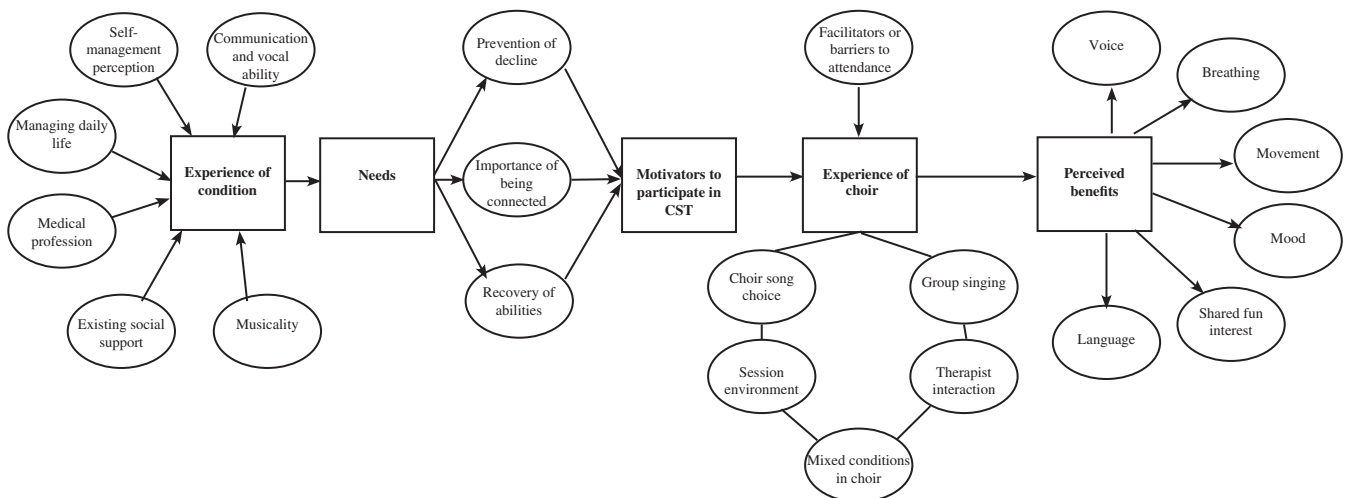 Self-
management
perception
Communication
and vocal
ability
Managing daily
life
Medical
profession
Existing social
support
Musicality
Experience of
condition
Needs
Prevention of
decline
Importance of
being
connected
Recovery of
abilities
Motivators to
participate in
CST
Facilitators or
barriers to
attendance
Experience of
choir
Choir song
choice
Group singing
Session
environment
Therapist
interaction
Mixed conditions
in choir
Perceived
benefits
Voice
Breathing
Movement
Mood
Shared fun
interest
Language